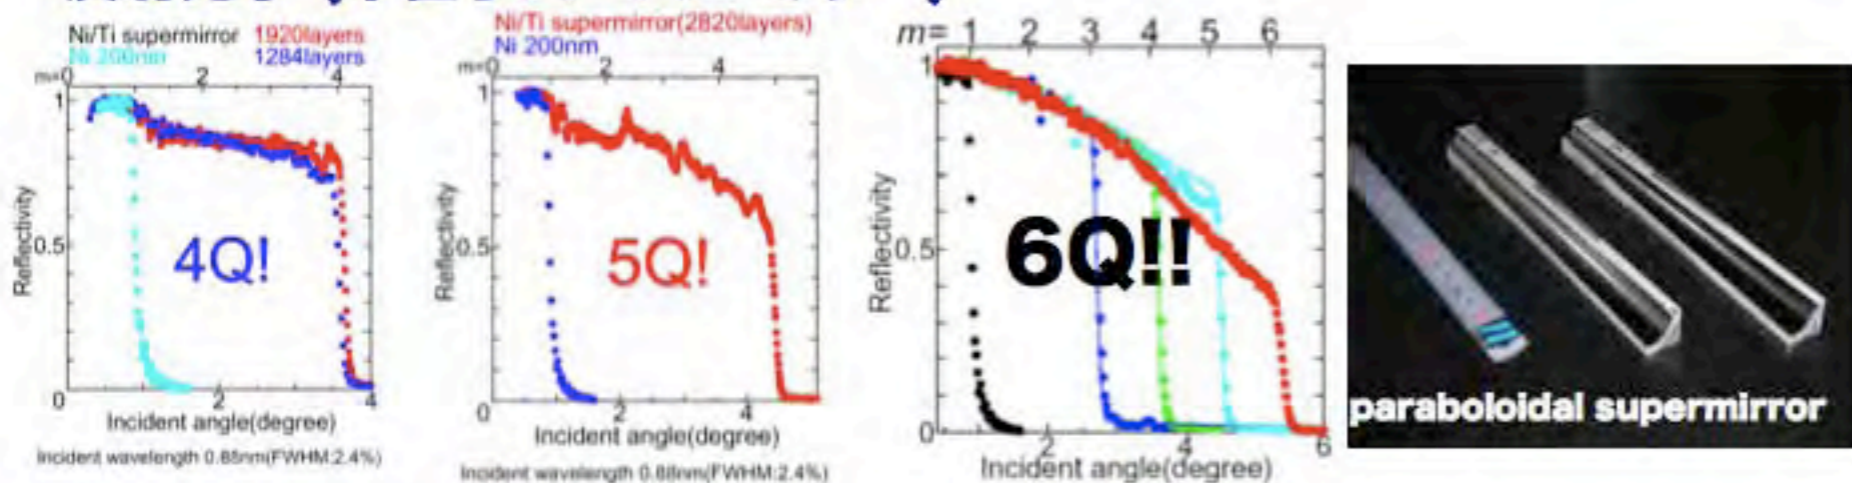 Ni/Ti supermirror 1920layers
Ni 200nm 1284layers
m=0 2 4
1
0.5
0
Reflectivity
4Q!
2 4
Incident angle(degree)
Incident wavelength 0.88nm(FWHM:2.4%)
Ni/Ti supermirror(2820layers)
Ni 200nm
m=0 2 4
1
0.5
0
Reflectivity
5Q!
2 4
Incident angle(degree)
Incident wavelength 0.88nm(FWHM:2.4%)
m= 1 2 3 4 5 6
1
0.5
0
Reflectivity
6Q!!
2 4 6
Incident angle(degree)
paraboloidal supermirror